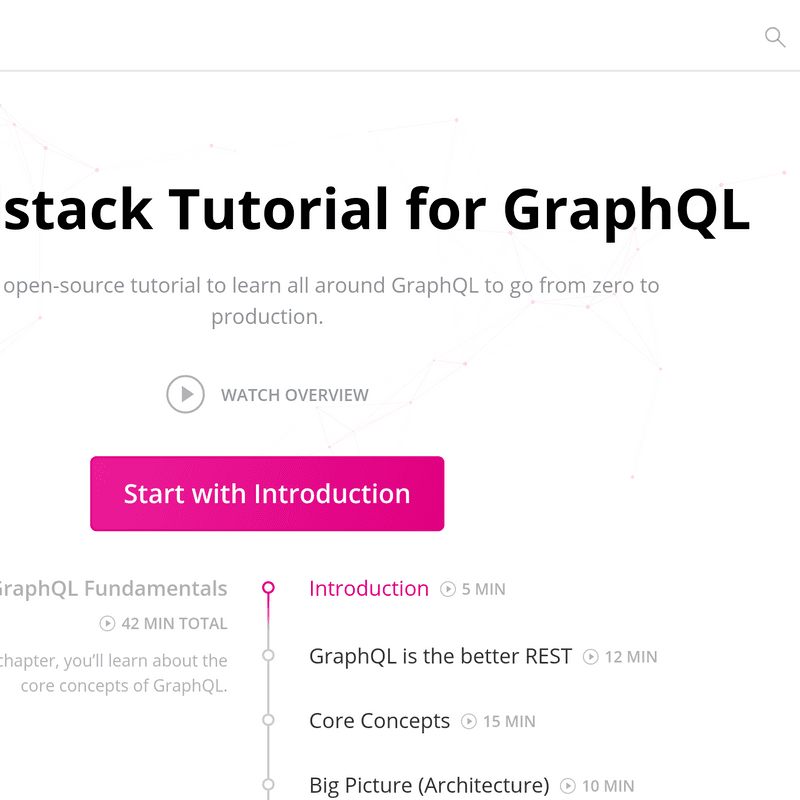 stack Tutorial for GraphQL
open-source tutorial to learn all around GraphQL to go from zero to
production.
WATCH OVERVIEW
Start with Introduction
GraphQL Fundamentals
42 MIN TOTAL
chapter, you’ll learn about the
core concepts of GraphQL.
Introduction 5 MIN
GraphQL is the better REST 12 MIN
Core Concepts 15 MIN
Big Picture (Architecture) 10 MIN